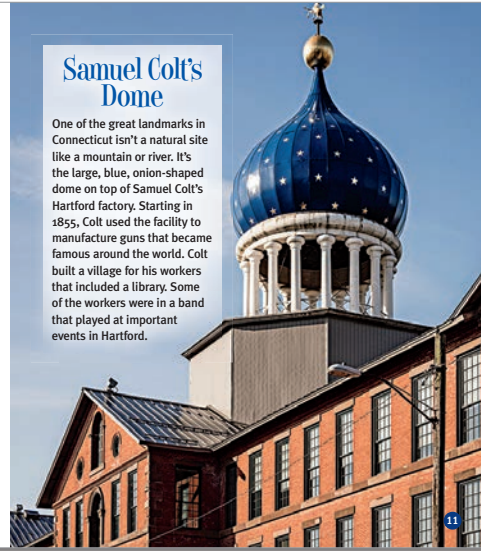 Samuel Colt's
Dome
One of the great landmarks in
Connecticut isn't a natural site
like a mountain or river. It's
the large, blue, onion-shaped
dome on top of Samuel Colt's
Hartford factory. Starting in
1855, Colt used the facility to
manufacture guns that became
famous around the world. Colt
built a village for his workers
that included a library. Some
of the workers were in a band
that played at important
events in Hartford.
11